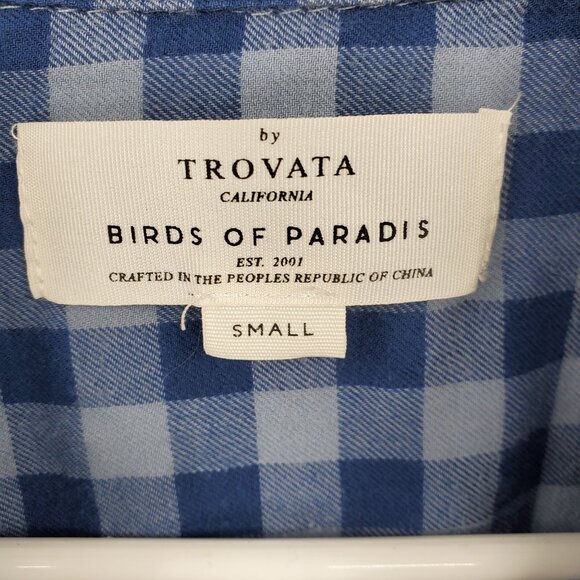 by
TROVATA
CALIFORNIA
BIRDS OF PARADIS
EST. 2001
CRAFTED IN THE PEOPLES REPUBLIC OF CHINA
SMALL